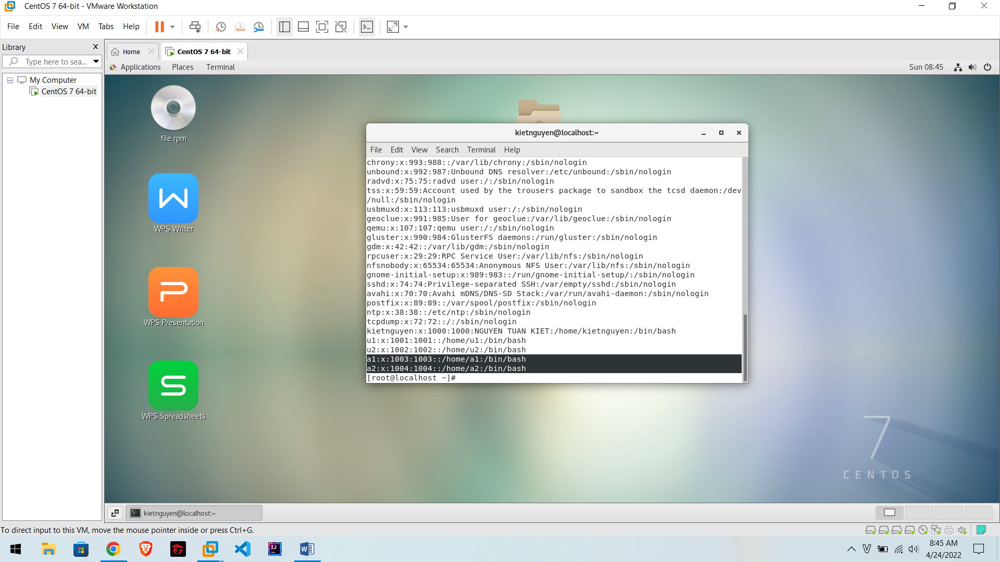 CentOS 7 64-bit - VMware Workstation
File Edit View VM Tabs Help
Library
Type here to sea...
My Computer
CentOS 7 64-bit
Home
CentOS 7 64-bit
Applications Places Terminal
Sun 08:45
file rpm
WPS Writer
WPS Presentation
WPS Spreadsheets
kietnguyen@localhost:~
File Edit View Search Terminal Help
chrony:x:993:988::/var/lib/chrony:/sbin/nologin
unbound:x:992:987:Unbound DNS resolver:/etc/unbound:/sbin/nologin
radvd:x:75:75:radvd user:/:/sbin/nologin
tss:x:59:59:Account used by the trousers package to sandbox the tcsd daemon:/dev
/null:/sbin/nologin
usbmuxd:x:113:113:usbmuxd user:/:/sbin/nologin
geoclue:x:991:985:User for geoclue:/var/lib/geoclue:/sbin/nologin
qemu:x:107:107:qemu user:/:/sbin/nologin
gluster:x:990:984:GlusterFS daemons:/run/gluster:/sbin/nologin
gdm:x:42:42::/var/lib/gdm:/sbin/nologin
rpcuser:x:29:29:RPC Service User:/var/lib/nfs:/sbin/nologin
nfsnobody:x:65534:65534:Anonymous NFS User:/var/lib/nfs:/sbin/nologin
gnome-initial-setup:x:989:983::/run/gnome-initial-setup/:/sbin/nologin
sshd:x:74:74:Privilege-separated SSH:/var/empty/sshd:/sbin/nologin
avahi:x:70:70:Avahi mDNS/DNS-SD Stack:/var/run/avahi-daemon:/sbin/nologin
postfix:x:89:89::/var/spool/postfix:/sbin/nologin
ntp:x:38:38::/etc/ntp:/sbin/nologin
tcpdump:x:72:72::/:/sbin/nologin
kietnguyen:x:1000:1000:NGUYEN TUAN KIET:/home/kietnguyen:/bin/bash
u1:x:1001:1001::/home/u1:/bin/bash
u2:x:1002:1002::/home/u2:/bin/bash
a1:x:1003:1003::/home/a1:/bin/bash
a2:x:1004:1004::/home/a2:/bin/bash
[root@localhost ~]#
7
CENTOS
kietnguyen@localhost:~
To direct input to this VM, move the mouse pointer inside or press Ctrl+G.
8:45 AM
4/24/2022